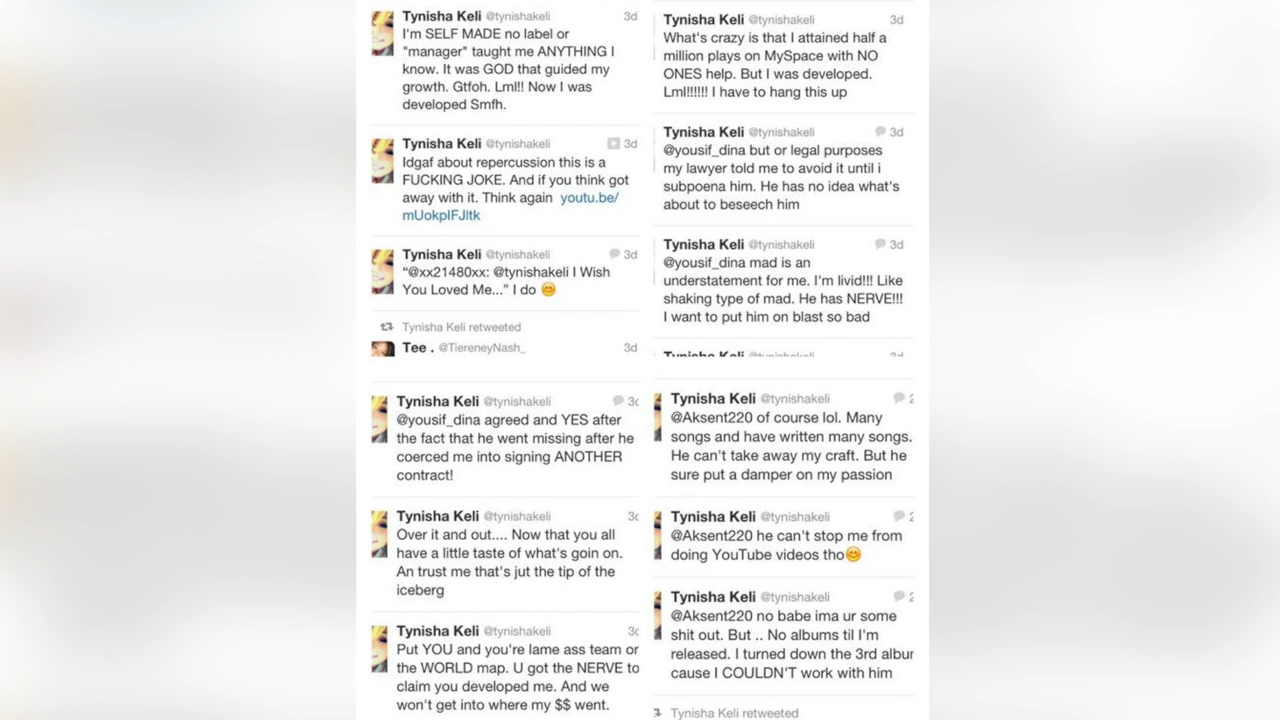 Tynisha Keli @tynishakeli 3d
I'm SELF MADE no label or
"manager" taught me ANYTHING I
know. It was GOD that guided my
growth. Gtfoh. Lml!! Now I was
developed Smfh.
Tynisha Keli @tynishakeli 3d
Idgaf about repercussion this is a
FUCKING JOKE. And if you think got
away with it. Think again youtu.be/
mUokpIFJltk
Tynisha Keli @tynishakeli 3d
"@xx21480xx: @tynishakeli I Wish
You Loved Me..." I do 😊
Tynisha Keli retweeted
Tee . @TiereneyNash_ 3d
Tynisha Keli @tynishakeli 3d
What's crazy is that I attained half a
million plays on MySpace with NO
ONES help. But I was developed.
Lml!!!!!! I have to hang this up
Tynisha Keli @tynishakeli 3d
@yousif_dina but or legal purposes
my lawyer told me to avoid it until i
subpoena him. He has no idea what's
about to beseech him
Tynisha Keli @tynishakeli 3d
@yousif_dina mad is an
understatement for me. I'm livid!!! Like
shaking type of mad. He has NERVE!!!
I want to put him on blast so bad
Tynisha Keli @tynishakeli 3d
Tynisha Keli @tynishakeli 3d
@yousif_dina agreed and YES after
the fact that he went missing after he
coerced me into signing ANOTHER
contract!
Tynisha Keli @tynishakeli 3d
Over it and out.... Now that you all
have a little taste of what's goin on.
An trust me that's jut the tip of the
iceberg
Tynisha Keli @tynishakeli 3d
Put YOU and you're lame ass team on
the WORLD map. U got the NERVE to
claim you developed me. And we
won't get into where my $$ went.
Tynisha Keli @tynishakeli 2
@Aksent220 of course lol. Many
songs and have written many songs.
He can't take away my craft. But he
sure put a damper on my passion
Tynisha Keli @tynishakeli 2
@Aksent220 he can't stop me from
doing YouTube videos tho😊
Tynisha Keli @tynishakeli 2
@Aksent220 no babe ima ur some
shit out. But .. No albums til I'm
released. I turned down the 3rd album
cause I COULDN'T work with him
Tynisha Keli retweeted